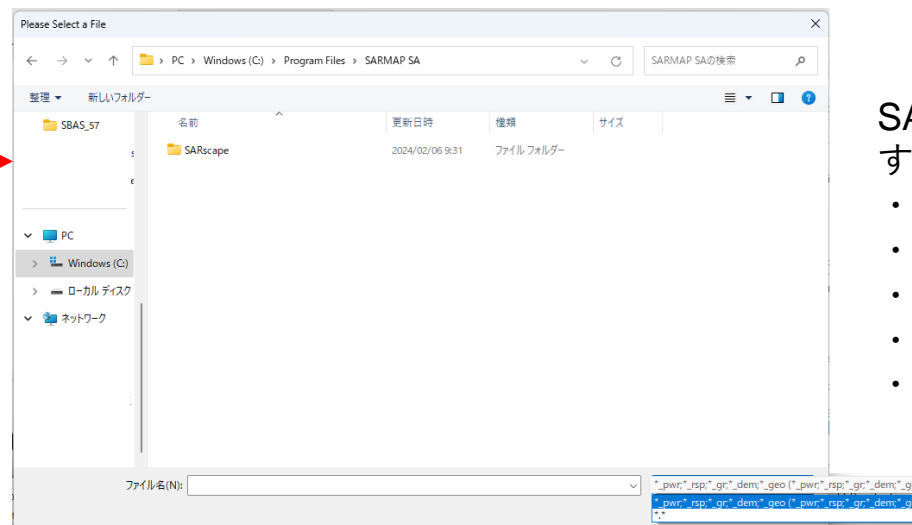 Please Select a File
PC › Windows (C:) › Program Files › SARMAP SA
SARMAP SAの検索
整理 新しいフォルダー
名前 更新日時 種類 サイズ
SBAS_57
SARscape 2024/02/06 9:31 ファイル フォルダー
PC
Windows (C:)
ローカル ディスク
ネットワーク
ファイル名(N):
*_pwr;*_rsp;*_gr;*_dem;*_geo (*_pwr;*_rsp;*_gr;*_dem;*_g
*_pwr;*_rsp;*_gr;*_dem;*_geo (*_pwr;*_rsp;*_gr;*_dem;*_g
*.*
SA
す
•
•
•
•
•